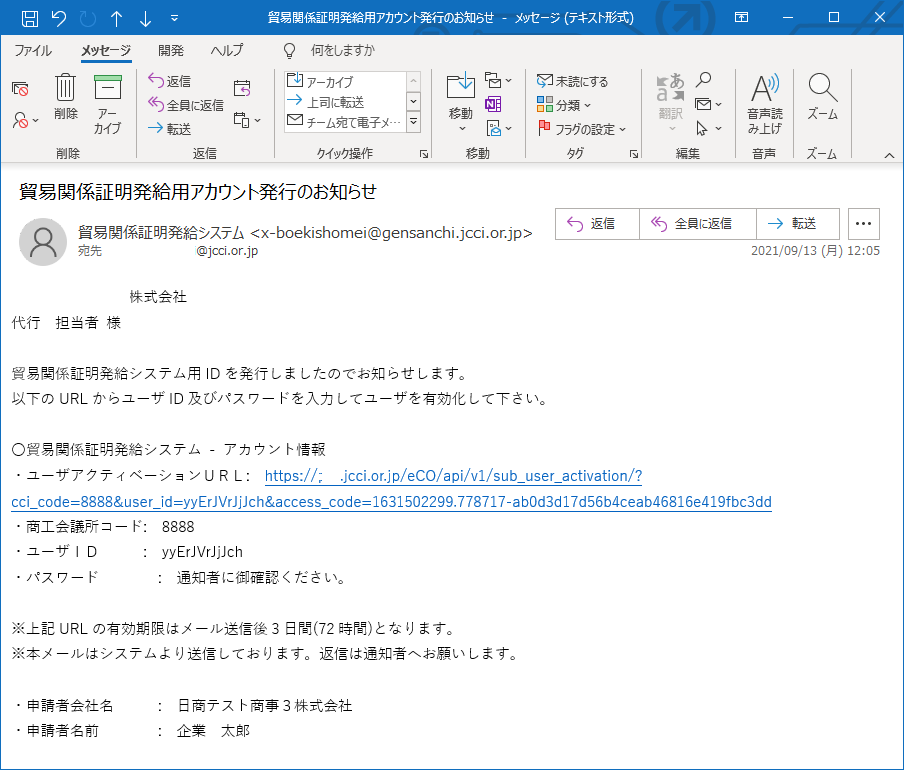 貿易関係証明発給用アカウント発行のお知らせ - メッセージ (テキスト形式)
ファイル メッセージ 開発 ヘルプ 何をしますか
削除 アーカイブ 返信 全員に返信 転送
アーカイブ
上司に転送
チーム宛て電子メ…
移動
未読にする
分類
フラグの設定
翻訳
音声読み上げ
ズーム
削除 返信 クイック操作 移動 タグ 編集 音声 ズーム
貿易関係証明発給用アカウント発行のお知らせ
貿易関係証明発給システム <x-boekishomei@gensanchi.jcci.or.jp>
宛先 @jcci.or.jp
返信 全員に返信 転送 …
2021/09/13 (月) 12:05
株式会社
代行 担当者 様
貿易関係証明発給システム用 ID を発行しましたのでお知らせします。
以下の URL からユーザ ID 及びパスワードを入力してユーザを有効化して下さい。
〇貿易関係証明発給システム - アカウント情報
・ユーザアクティベーションＵＲＬ: https://; .jcci.or.jp/eCO/api/v1/sub_user_activation/?
cci_code=8888&user_id=yyErJVrJjJch&access_code=1631502299.778717-ab0d3d17d56b4ceab46816e419fbc3dd
・商工会議所コード: 8888
・ユーザＩＤ : yyErJVrJjJch
・パスワード : 通知者に御確認ください。
※上記 URL の有効期限はメール送信後 3 日間(72 時間)となります。
※本メールはシステムより送信しております。返信は通知者へお願いします。
・申請者会社名 : 日商テスト商事３株式会社
・申請者名前 : 企業 太郎